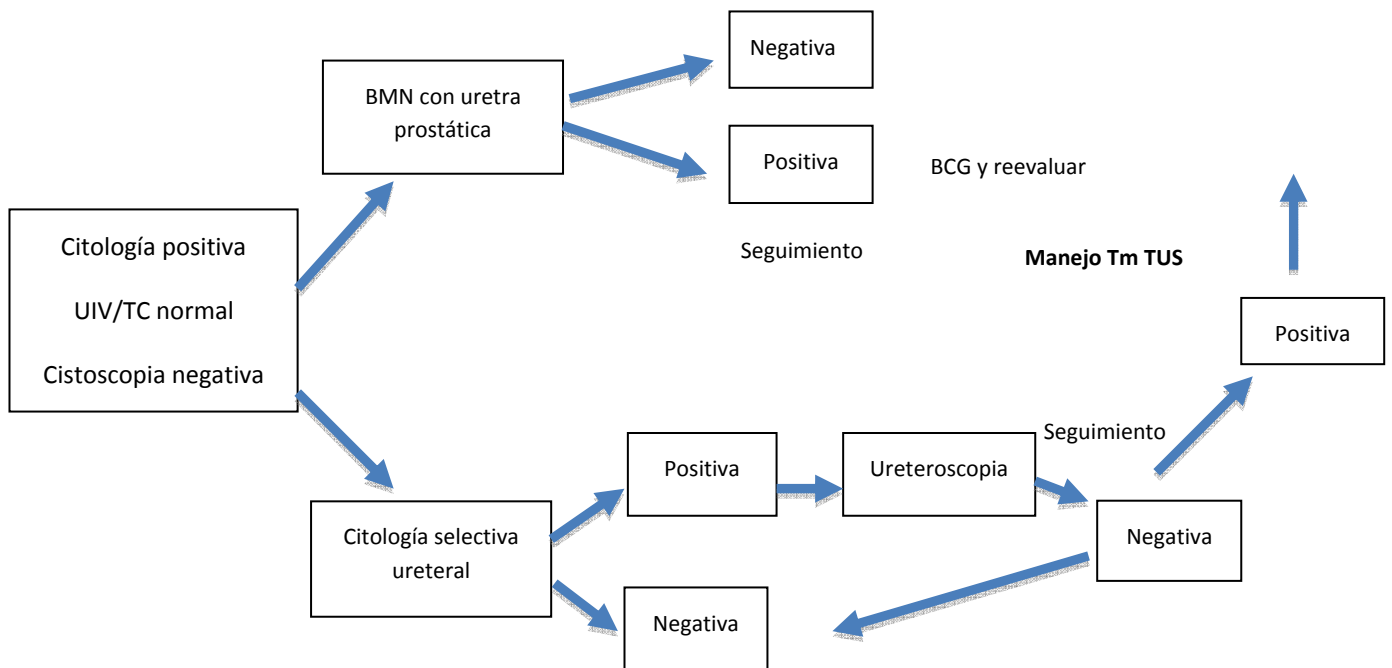 Negativa
BMN con uretra
prostática
Positiva
BCG y reevaluar
Citología positiva
UIV/TC normal
Cistoscopia negativa
Seguimiento
Manejo Tm TUS
Positiva
Seguimiento
Positiva
Ureteroscopia
Citología selectiva
ureteral
Negativa
Negativa